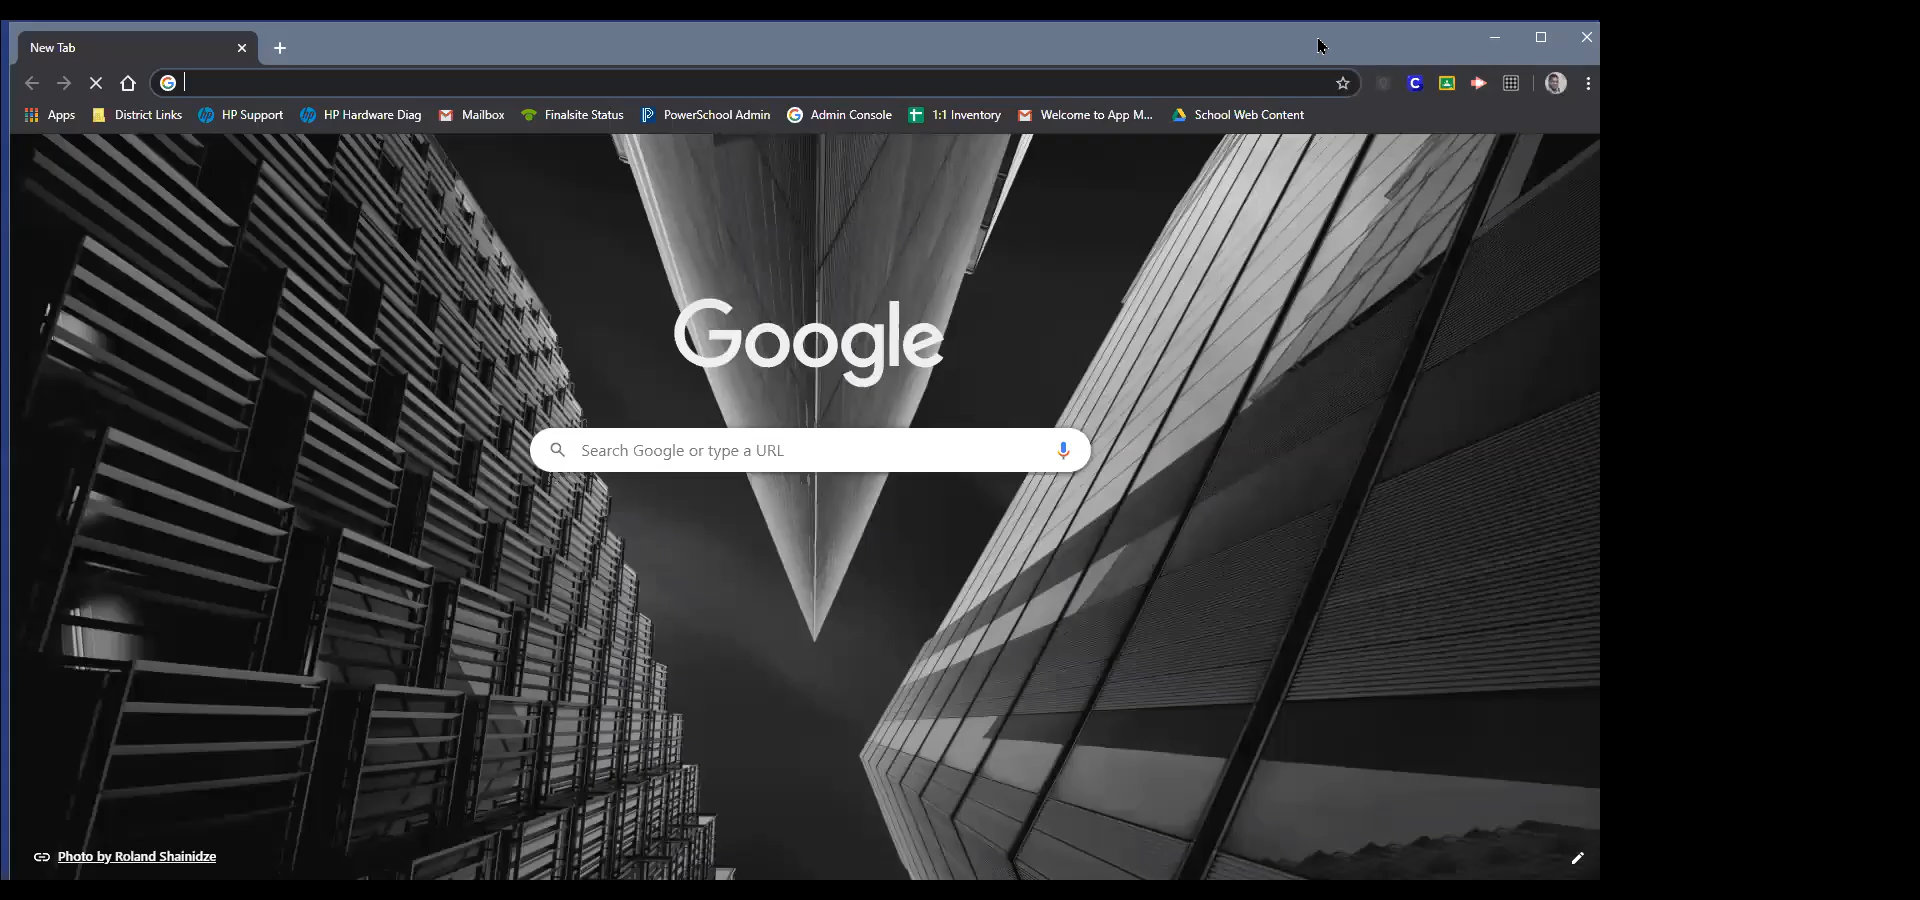 New Tab
Apps District Links HP Support HP Hardware Diag Mailbox Finalsite Status PowerSchool Admin Admin Console 1:1 Inventory Welcome to App M... School Web Content
Google
Search Google or type a URL
Photo by Roland Shainidze